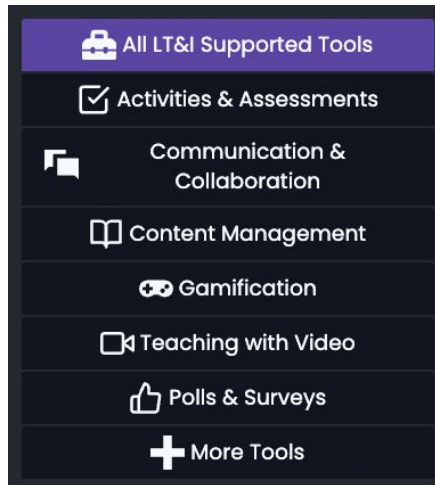 All LT&I Supported Tools
Activities & Assessments
Communication &
Collaboration
Content Management
Gamification
Teaching with Video
Polls & Surveys
More Tools